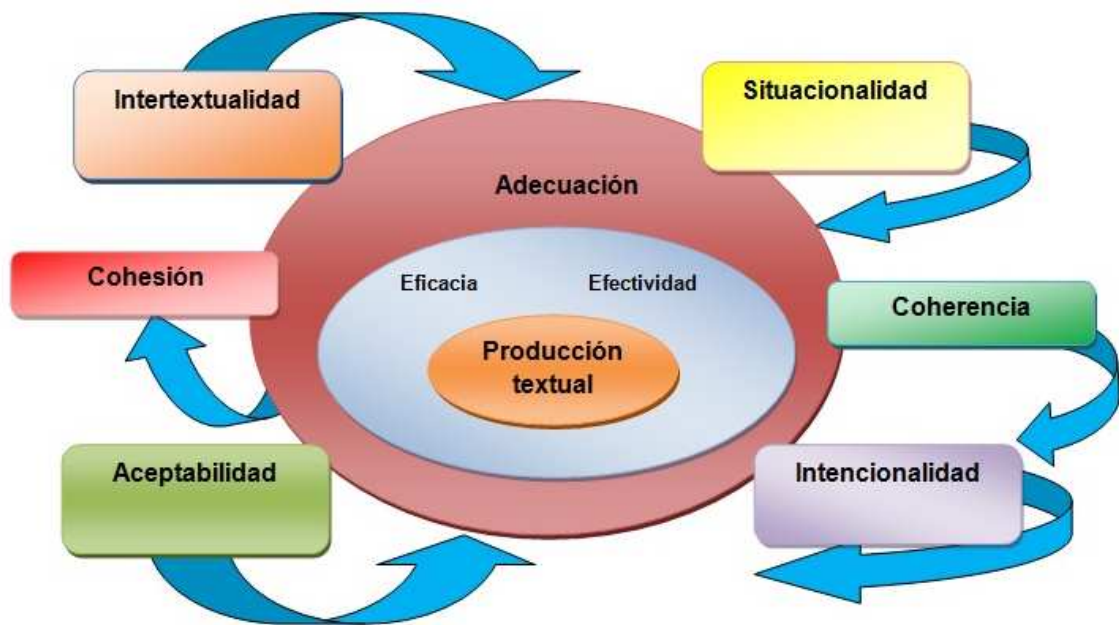 Intertextualidad
Situacionalidad
Adecuación
Cohesión
Eficacia
Efectividad
Coherencia
Producción
textual
Aceptabilidad
Intencionalidad